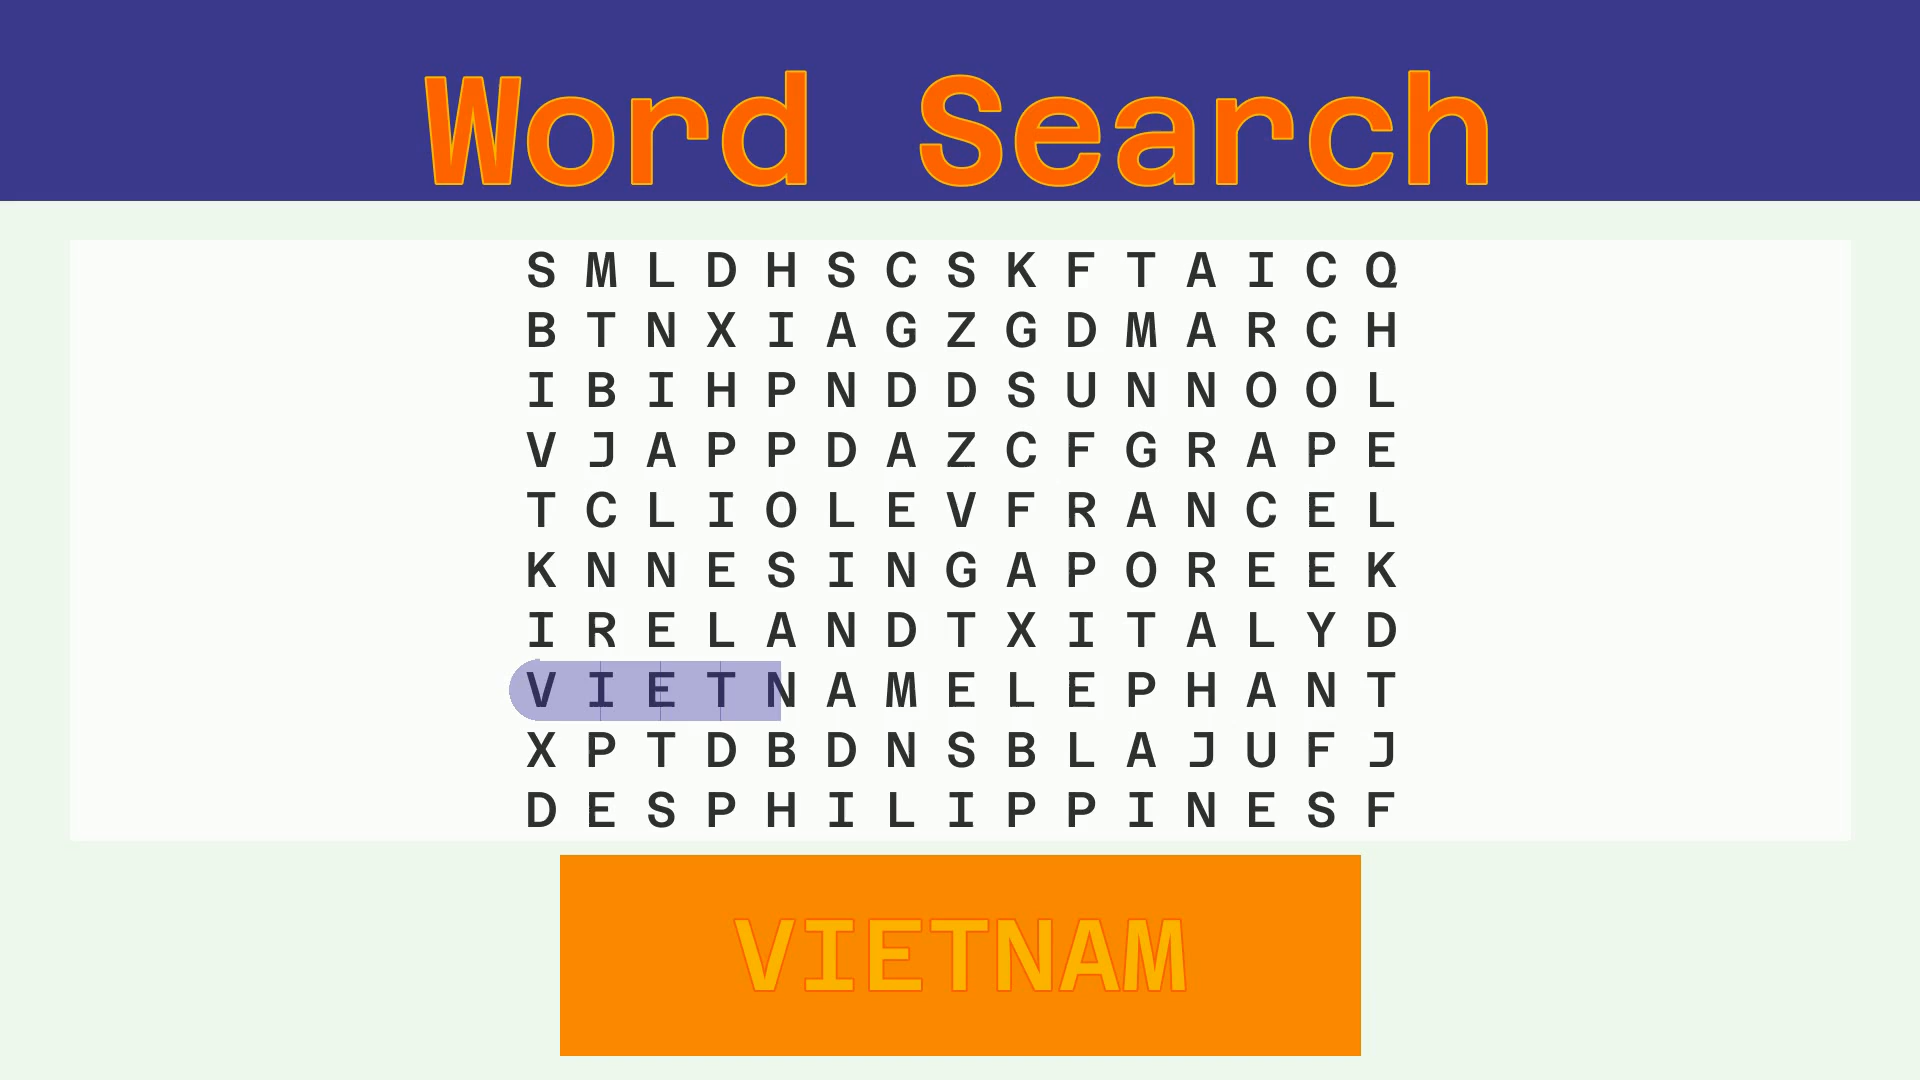 Word Search
S M L D H S C S K F T A I C Q
B T N X I A G Z G D M A R C H
I B I H P N D D S U N N O O L
V J A P P D A Z C F G R A P E
T C L I O L E V F R A N C E L
K N N E S I N G A P O R E E K
I R E L A N D T X I T A L Y D
V I E T N A M E L E P H A N T
X P T D B D N S B L A J U F J
D E S P H I L I P P I N E S F
VIETNAM